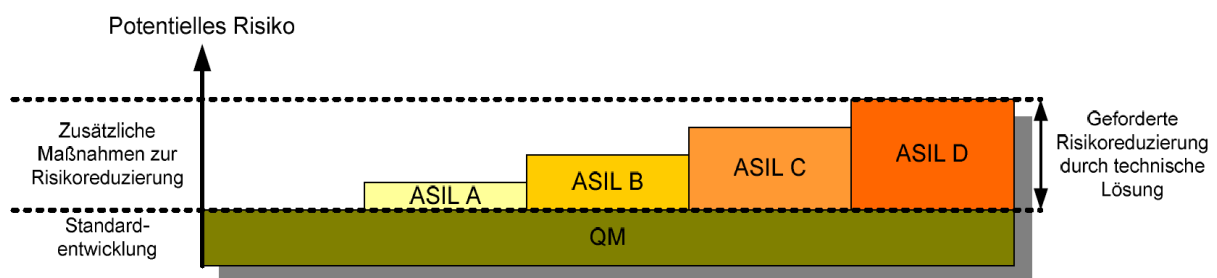 Potentielles Risiko
Zusätzliche
Maßnahmen zur
Risikoreduzierung
Standard-
entwicklung
ASIL A
ASIL B
ASIL C
ASIL D
QM
Geforderte
Risikoreduzierung
durch technische
Lösung